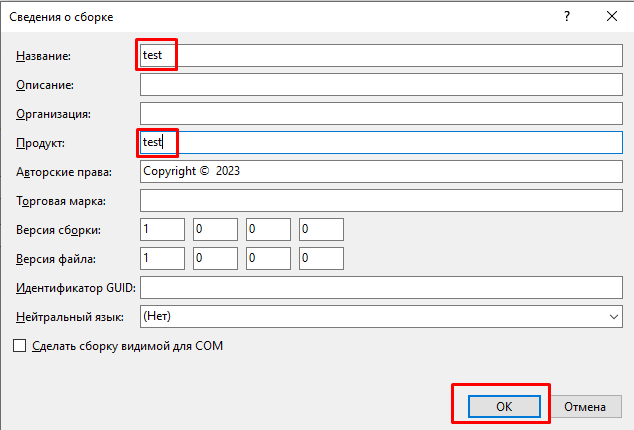 Сведения о сборке ?
Название: test
Описание:
Организация:
Продукт: test
Авторские права: Copyright © 2023
Торговая марка:
Версия сборки: 1 0 0 0
Версия файла: 1 0 0 0
Идентификатор GUID:
Нейтральный язык: (Нет)
Сделать сборку видимой для COM
OK Отмена